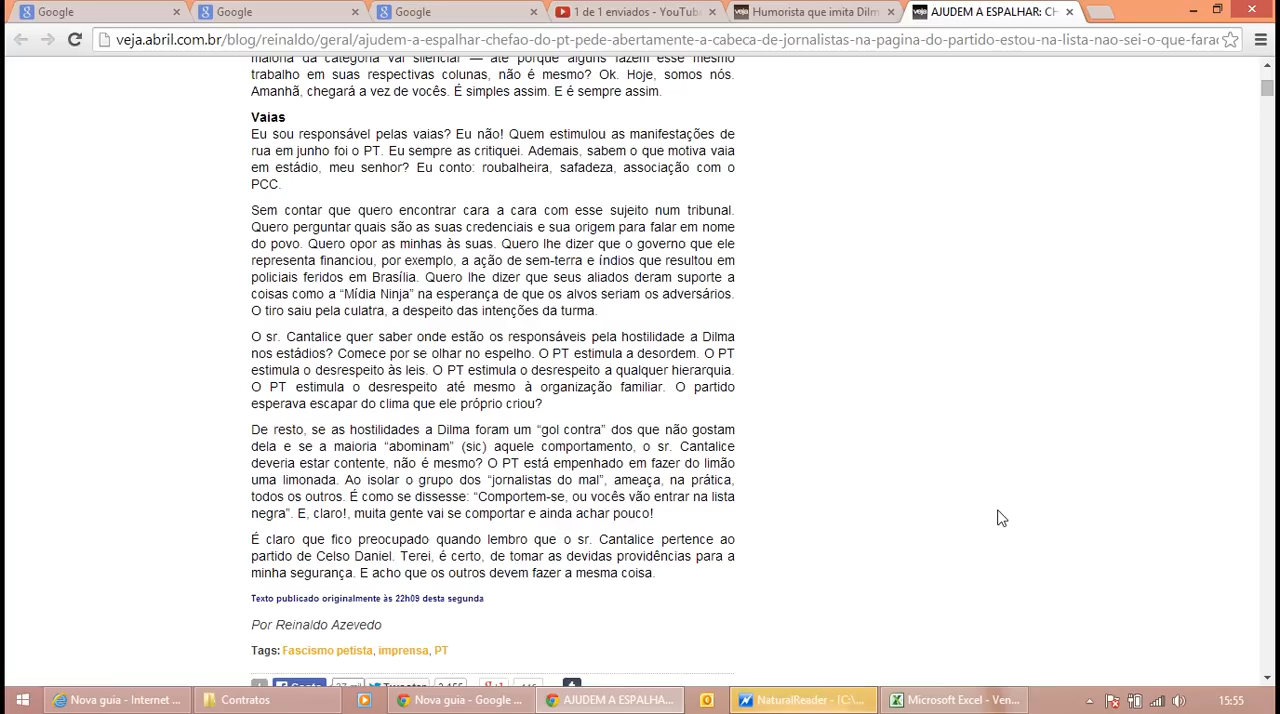 Google
Google
Google
1 de 1 enviados - YouTub
Humorista que imita Dilm
AJUDEM A ESPALHAR: CH
veja.abril.com.br/blog/reinaldo/geral/ajudem-a-espalhar-chefao-do-pt-pede-abertamente-a-cabeca-de-jornalistas-na-pagina-do-partido-estou-na-lista-nao-sei-o-que-farac
maioria da categoria vai silenciar — até porque alguns fazem esse mesmo
trabalho em suas respectivas colunas, não é mesmo? Ok. Hoje, somos nós.
Amanhã, chegará a vez de vocês. É simples assim. E é sempre assim.
Vaias
Eu sou responsável pelas vaias? Eu não! Quem estimulou as manifestações de
rua em junho foi o PT. Eu sempre as critiquei. Ademais, sabem o que motiva vaia
em estádio, meu senhor? Eu conto: roubalheira, safadeza, associação com o
PCC.
Sem contar que quero encontrar cara a cara com esse sujeito num tribunal.
Quero perguntar quais são as suas credenciais e sua origem para falar em nome
do povo. Quero opor as minhas às suas. Quero lhe dizer que o governo que ele
representa financiou, por exemplo, a ação de sem-terra e índios que resultou em
policiais feridos em Brasília. Quero lhe dizer que seus aliados deram suporte a
coisas como a “Mídia Ninja” na esperança de que os alvos seriam os adversários.
O tiro saiu pela culatra, a despeito das intenções da turma.
O sr. Cantalice quer saber onde estão os responsáveis pela hostilidade a Dilma
nos estádios? Comece por se olhar no espelho. O PT estimula a desordem. O PT
estimula o desrespeito às leis. O PT estimula o desrespeito a qualquer hierarquia.
O PT estimula o desrespeito até mesmo à organização familiar. O partido
esperava escapar do clima que ele próprio criou?
De resto, se as hostilidades a Dilma foram um “gol contra” dos que não gostam
dela e se a maioria “abominam” (sic) aquele comportamento, o sr. Cantalice
deveria estar contente, não é mesmo? O PT está empenhado em fazer do limão
uma limonada. Ao isolar o grupo dos “jornalistas do mal”, ameaça, na prática,
todos os outros. É como se dissesse: “Comportem-se, ou vocês vão entrar na lista
negra”. E, claro!, muita gente vai se comportar e ainda achar pouco!
É claro que fico preocupado quando lembro que o sr. Cantalice pertence ao
partido de Celso Daniel. Terei, é certo, de tomar as devidas providências para a
minha segurança. E acho que os outros devem fazer a mesma coisa.
Texto publicado originalmente às 22h09 desta segunda
Por Reinaldo Azevedo
Tags: Fascismo petista, imprensa, PT
Nova guia - Internet ...
Contratos
Nova guia - Google ...
AJUDEM A ESPALHA...
NaturalReader - [C:\...
Microsoft Excel - Ven...
15:55